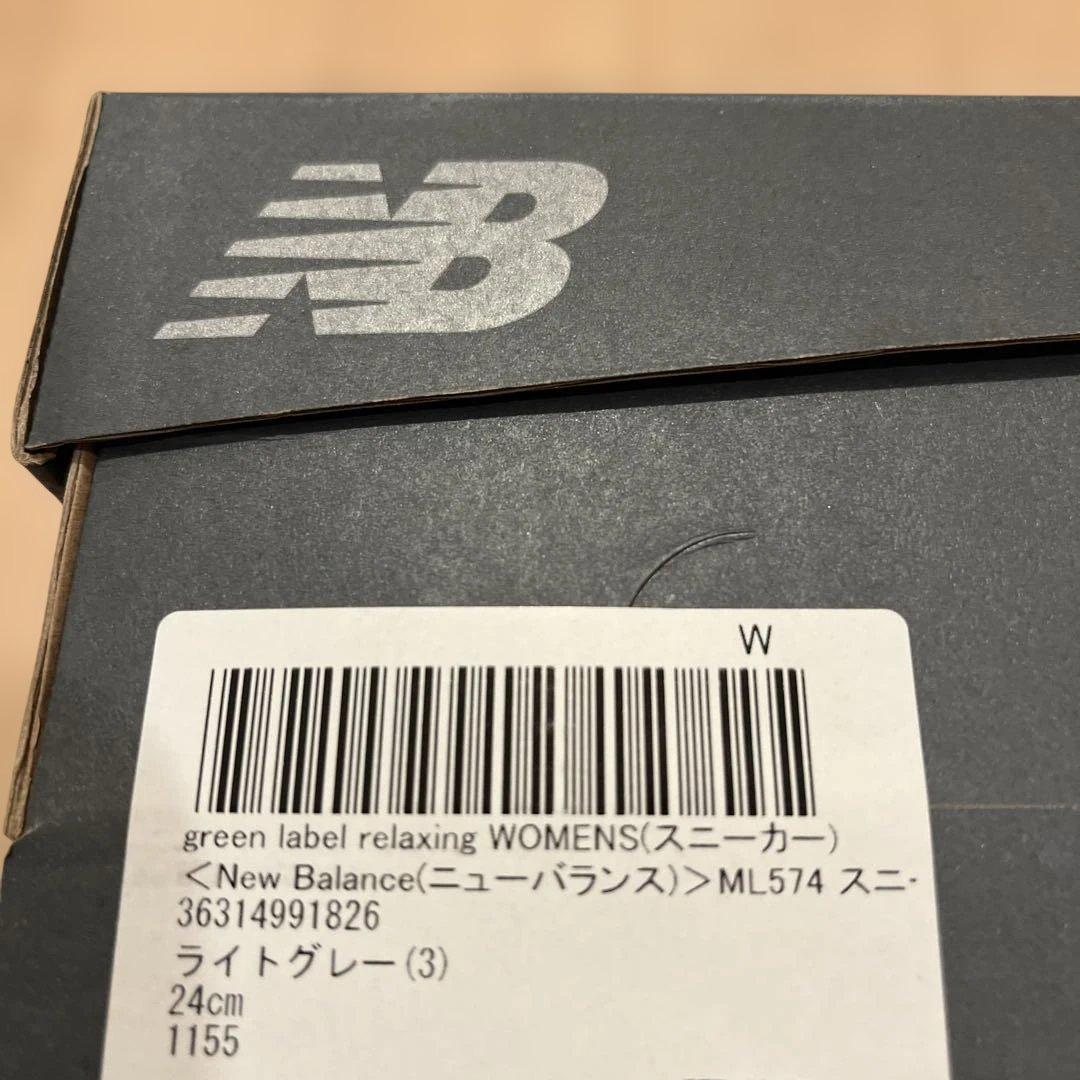 NB
W
green label relaxing WOMENS(スニーカー)
＜New Balance(ニューバランス)＞ML574 スニ-
36314991826
ライトグレー(3)
24cm
1155